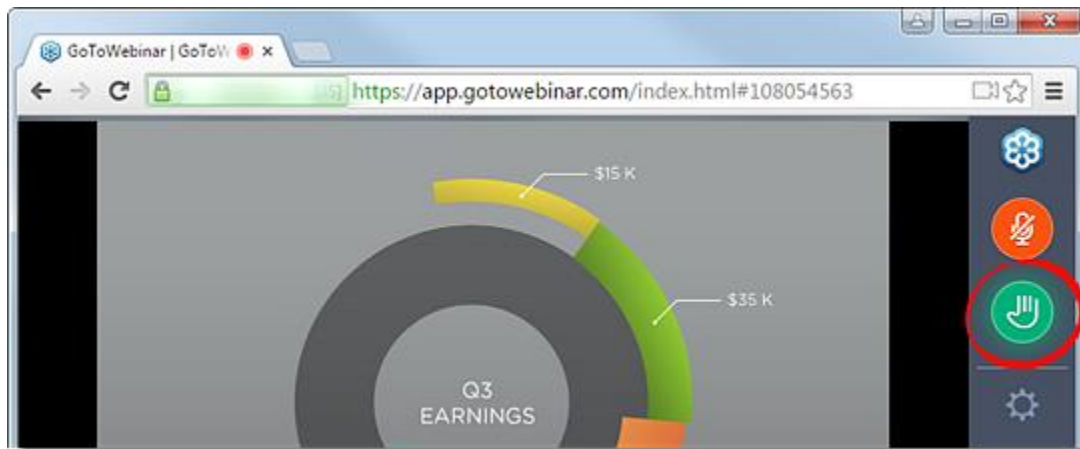 GoToWebinar | GoToW
https://app.gotowebinar.com/index.html#108054563
$15 K
$35 K
Q3
EARNINGS